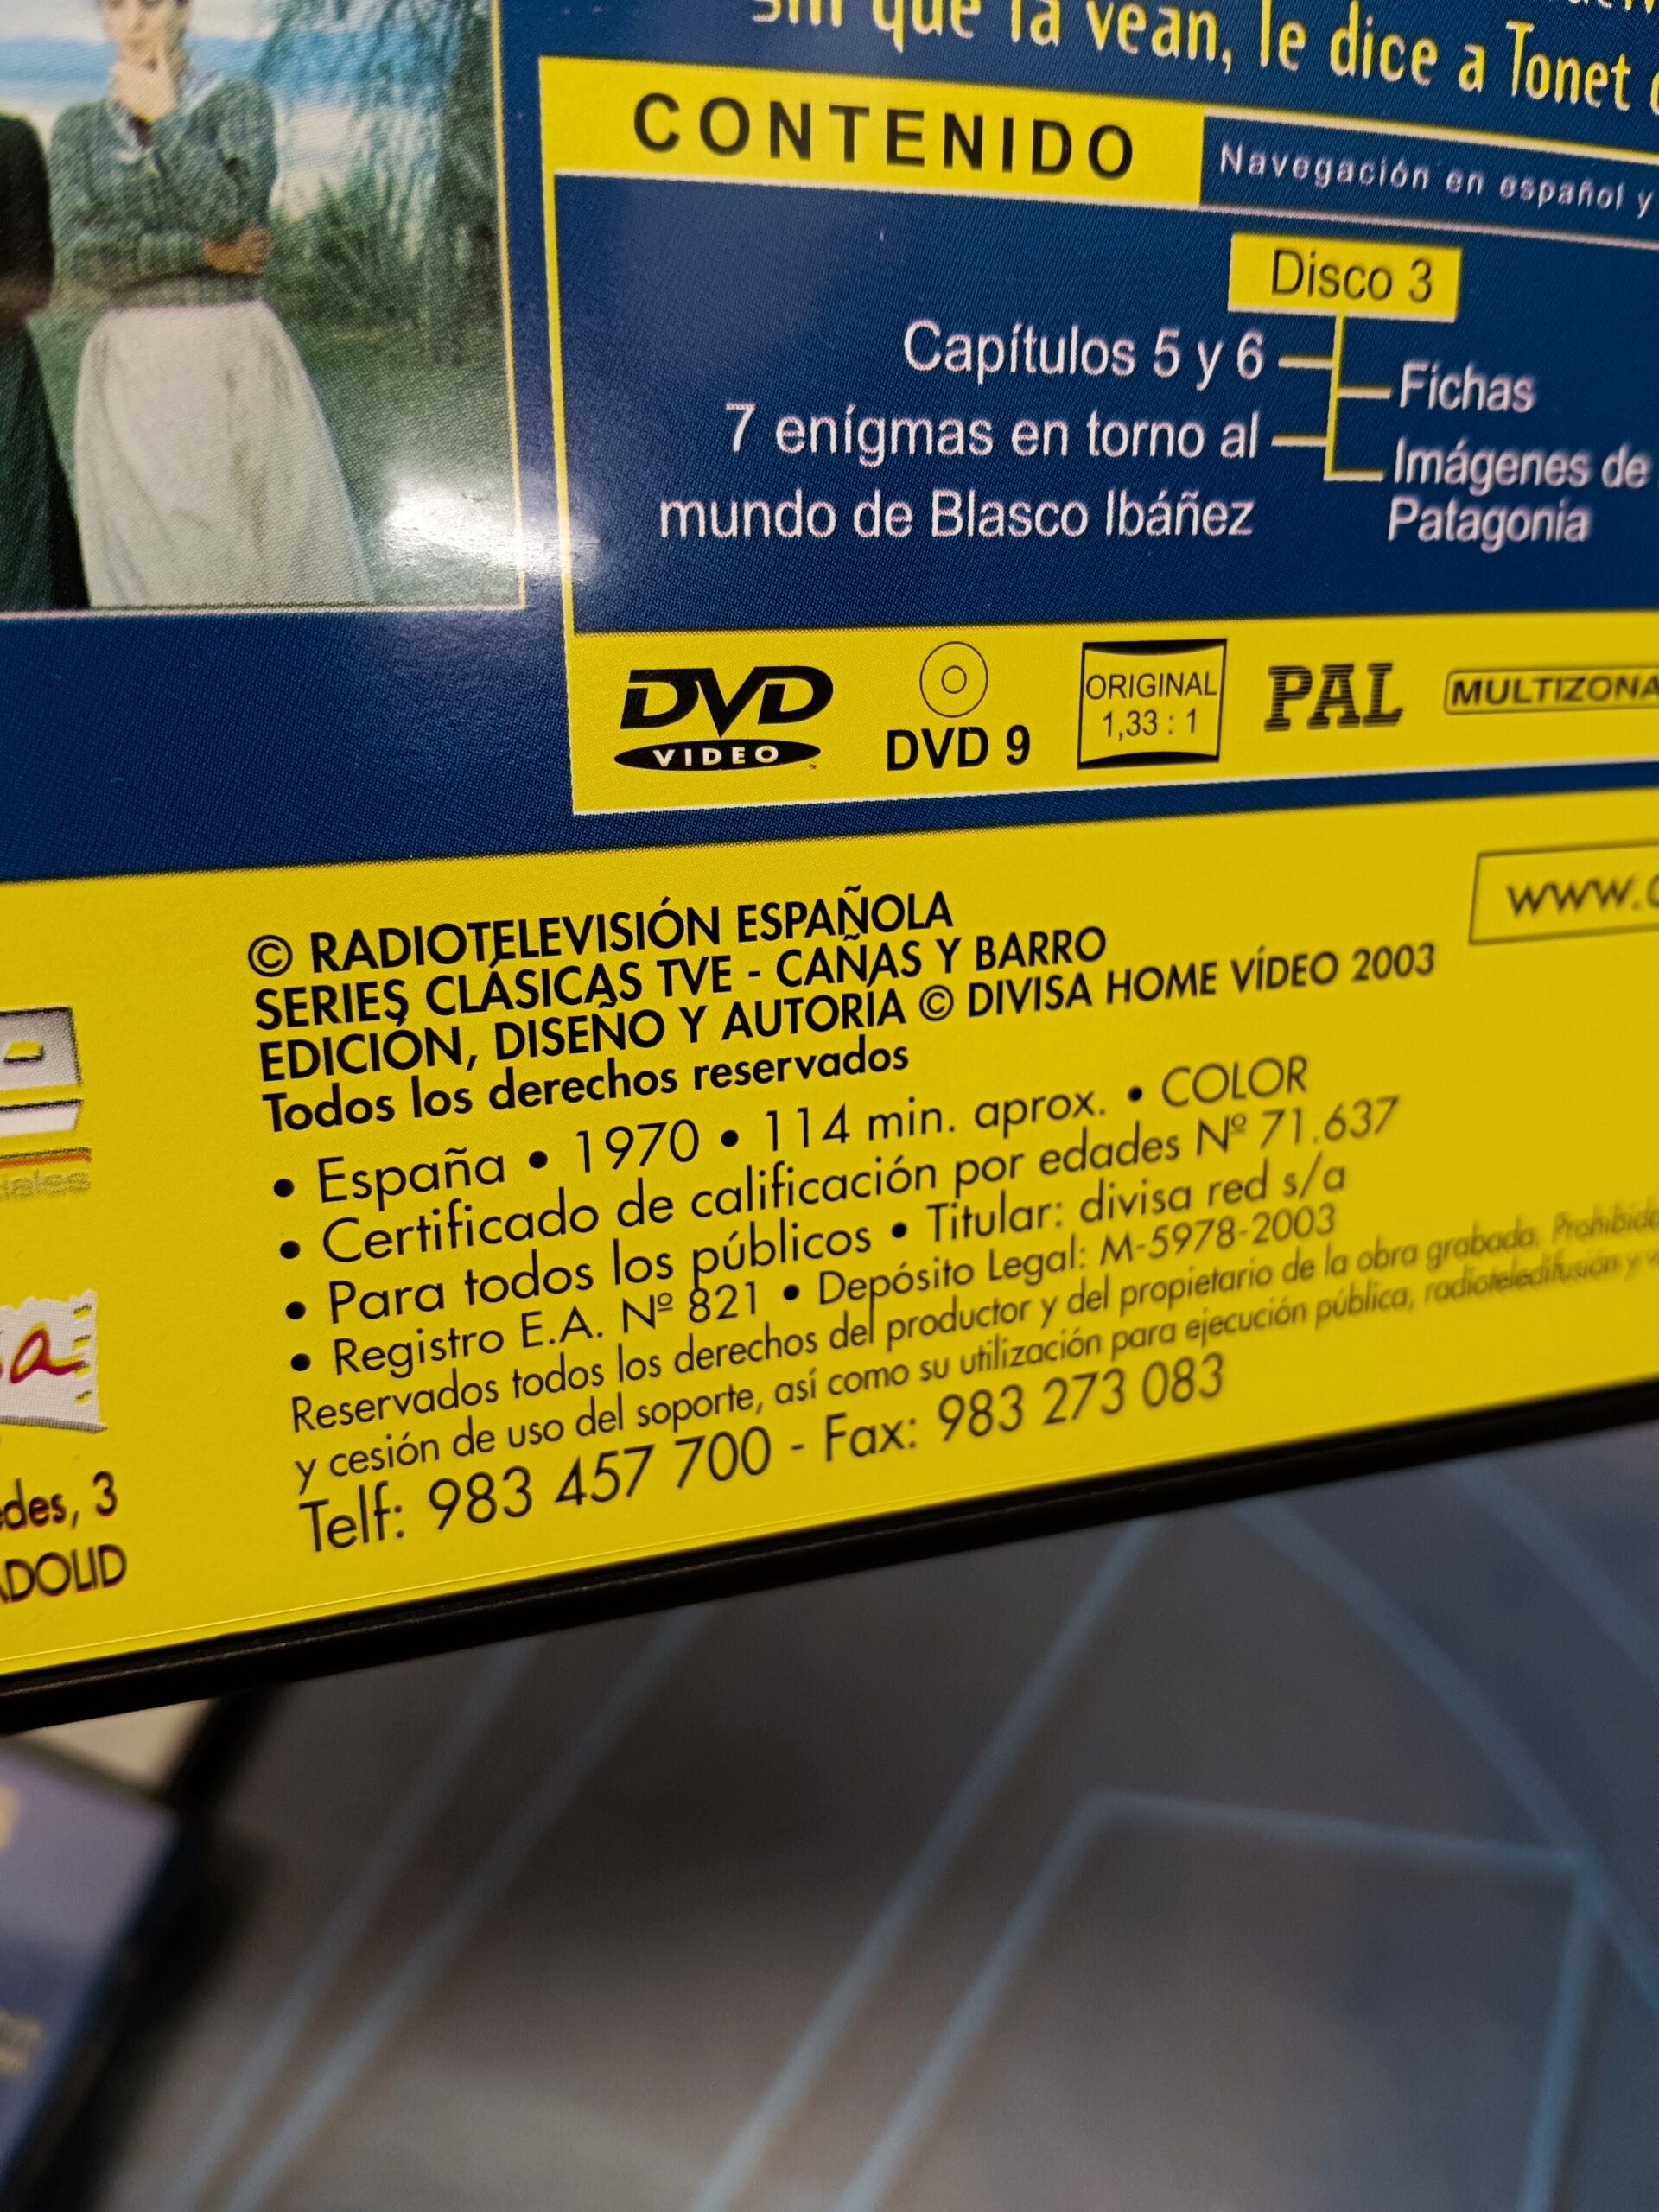 que la vean, le dice a Tonet
CONTENIDO
Navegación en español y
Disco 3
Capítulos 5 y 6
Fichas
7 enígmas en torno al
mundo de Blasco Ibáñez
Imágenes de
Patagonia
DVD
VIDEO
DVD 9
ORIGINAL
1,33 : 1
PAL
MULTIZONA
www.
© RADIOTELEVISIÓN ESPAÑOLA
SERIES CLÁSICAS TVE - CAÑAS Y BARRO
EDICIÓN, DISEÑO Y AUTORÍA © DIVISA HOME VÍDEO 2003
Todos los derechos reservados
• España • 1970 • 114 min. aprox. • COLOR
• Certificado de calificación por edades Nº 71.637
• Para todos los públicos • Titular: divisa red s/a
• Registro E.A. Nº 821 • Depósito Legal: M-5978-2003
Reservados todos los derechos del productor y del propietario de la obra grabada. Prohibida
y cesión de uso del soporte, así como su utilización para ejecución pública, radioteledifusión y
Telf: 983 457 700 - Fax: 983 273 083
des, 3
ADOLID